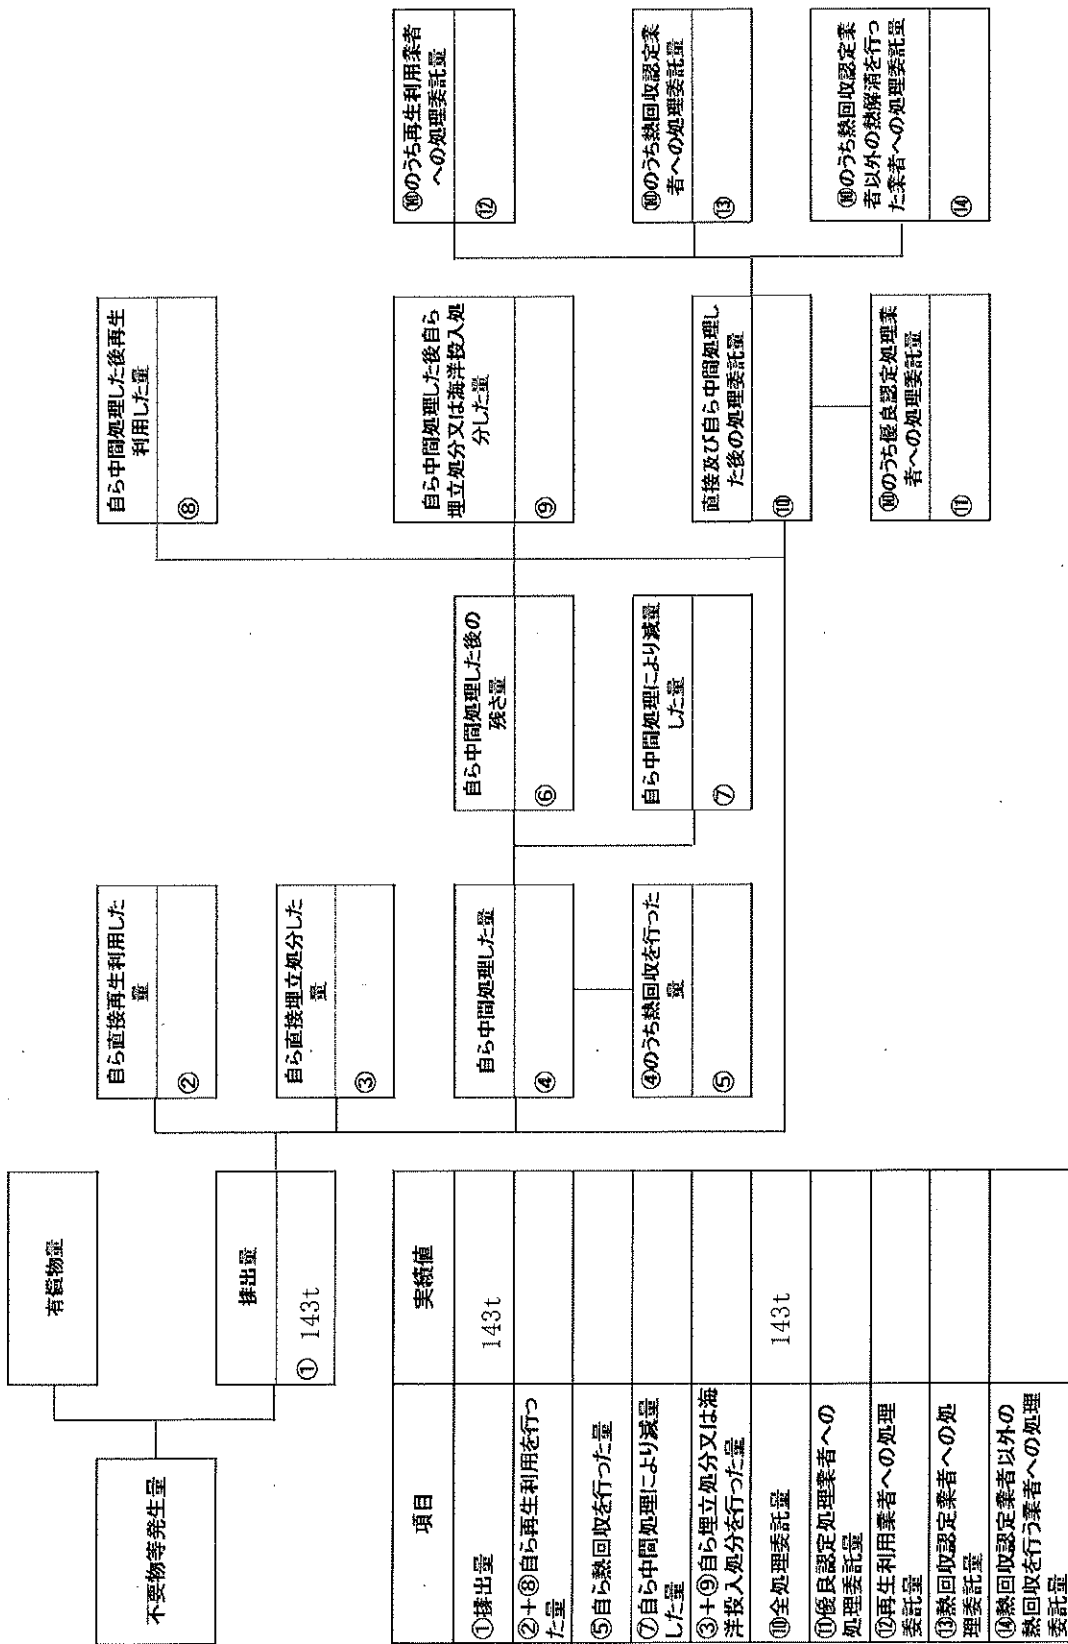 不要物等発生量
有償物量
排出量
① 143t
自ら直接再生利用した
量
②
自ら直接埋立処分した
量
③
自ら中間処理した量
④
④のうち熱回収を行った
量
⑤
自ら中間処理した後の
残さ量
⑥
自ら中間処理により減量
した量
⑦
自ら中間処理した後再生
利用した量
⑧
自ら中間処理した後自ら
埋立処分又は海洋投入処
分した量
⑨
直接及び自ら中間処理し
た後の処理委託量
⑩
⑩のうち優良認定処理業
者への処理委託量
⑪
⑩のうち再生利用業者
への処理委託量
⑫
⑩のうち熱回収認定業
者への処理委託量
⑬
⑩のうち熱回収認定業
者以外の熱解消を行っ
た業者への処理委託量
⑭
項目
実績値
①排出量
143t
②+⑧自ら再生利用を行っ
た量
⑤自ら熱回収を行った量
⑦自ら中間処理により減量
した量
③+⑨自ら埋立処分又は海
洋投入処分を行った量
⑩全処理委託量
143t
⑪優良認定処理業者への
処理委託量
⑫再生利用業者への処理
委託量
⑬熱回収認定業者への処
理委託量
⑭熱回収認定業者以外の
熱回収を行う業者への処理
委託量